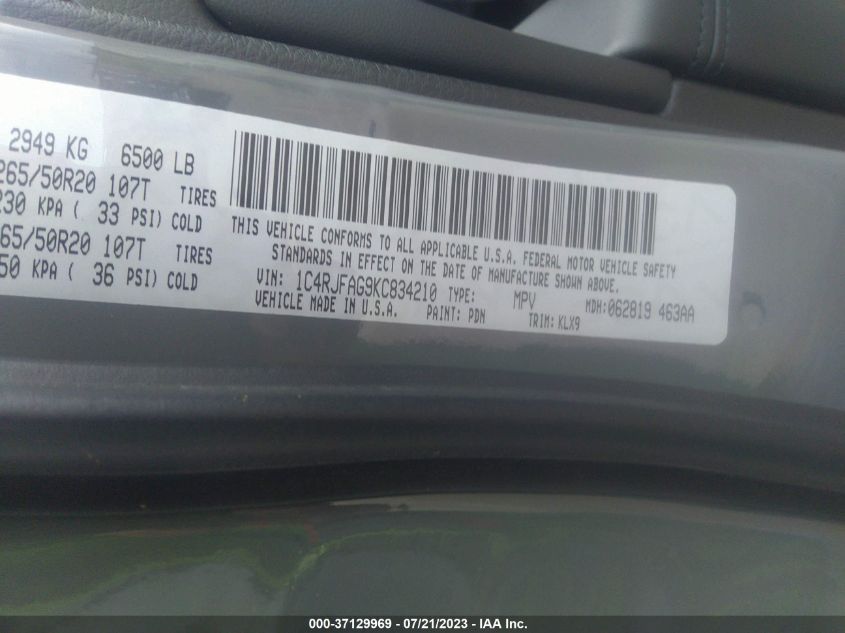 2949 KG 6500 LB
265/50R20 107T TIRES
230 KPA ( 33 PSI) COLD
65/50R20 107T TIRES
50 KPA ( 36 PSI) COLD
THIS VEHICLE CONFORMS TO ALL APPLICABLE U.S.A. FEDERAL MOTOR VEHICLE SAFETY
STANDARDS IN EFFECT ON THE DATE OF MANUFACTURE SHOWN ABOVE.
VIN: 1C4RJFAG9KC834210 TYPE: MPV MDH:062819 463AA
VEHICLE MADE IN U.S.A. PAINT: PDN TRIM: KLX9
000-37129969 - 07/21/2023 - IAA Inc.